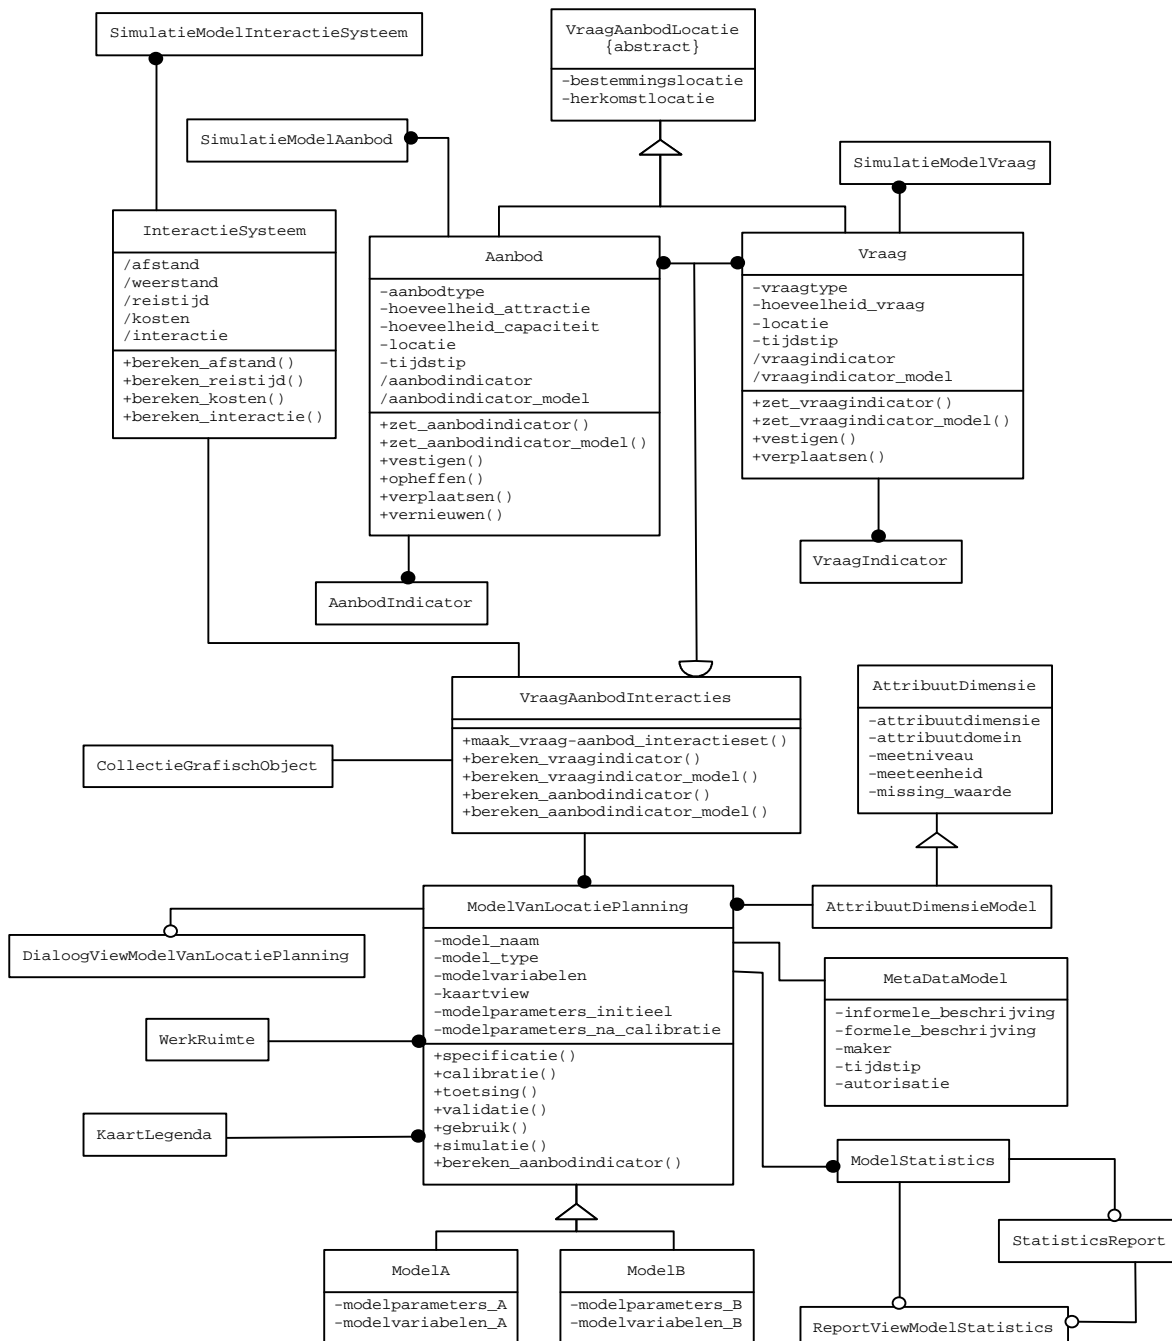 SimulatieModelInteractieSysteem
VraagAanbodLocatie
{abstract}
-bestemmingslocatie
-herkomstlocatie
SimulatieModelAanbod
SimulatieModelVraag
InteractieSysteem
/afstand
/weerstand
/reistijd
/kosten
/interactie
+bereken_afstand()
+bereken_reistijd()
+bereken_kosten()
+bereken_interactie()
Aanbod
-aanbodtype
-hoeveelheid_attractie
-hoeveelheid_capaciteit
-locatie
-tijdstip
/aanbodindicator
/aanbodindicator_model
+zet_aanbodindicator()
+zet_aanbodindicator_model()
+vestigen()
+opheffen()
+verplaatsen()
+vernieuwen()
Vraag
-vraagtype
-hoeveelheid_vraag
-locatie
-tijdstip
/vraagindicator
/vraagindicator_model
+zet_vraagindicator()
+zet_vraagindicator_model()
+vestigen()
+verplaatsen()
VraagIndicator
AanbodIndicator
VraagAanbodInteracties
+maak_vraag-aanbod_interactieset()
+bereken_vraagindicator()
+bereken_vraagindicator_model()
+bereken_aanbodindicator()
+bereken_aanbodindicator_model()
AttribuutDimensie
-attribuutdimensie
-attribuutdomein
-meetniveau
-meeteenheid
-missing_waarde
CollectieGrafischObject
ModelVanLocatiePlanning
-model_naam
-model_type
-modelvariabelen
-kaartview
-modelparameters_initieel
-modelparameters_na_calibratie
+specificatie()
+calibratie()
+toetsing()
+validatie()
+gebruik()
+simulatie()
+bereken_aanbodindicator()
AttribuutDimensieModel
DialoogViewModelVanLocatiePlanning
MetaDataModel
-informele_beschrijving
-formele_beschrijving
-maker
-tijdstip
-autorisatie
WerkRuimte
KaartLegenda
ModelStatistics
StatisticsReport
ModelA
-modelparameters_A
-modelvariabelen_A
ModelB
-modelparameters_B
-modelvariabelen_B
ReportViewModelStatistics